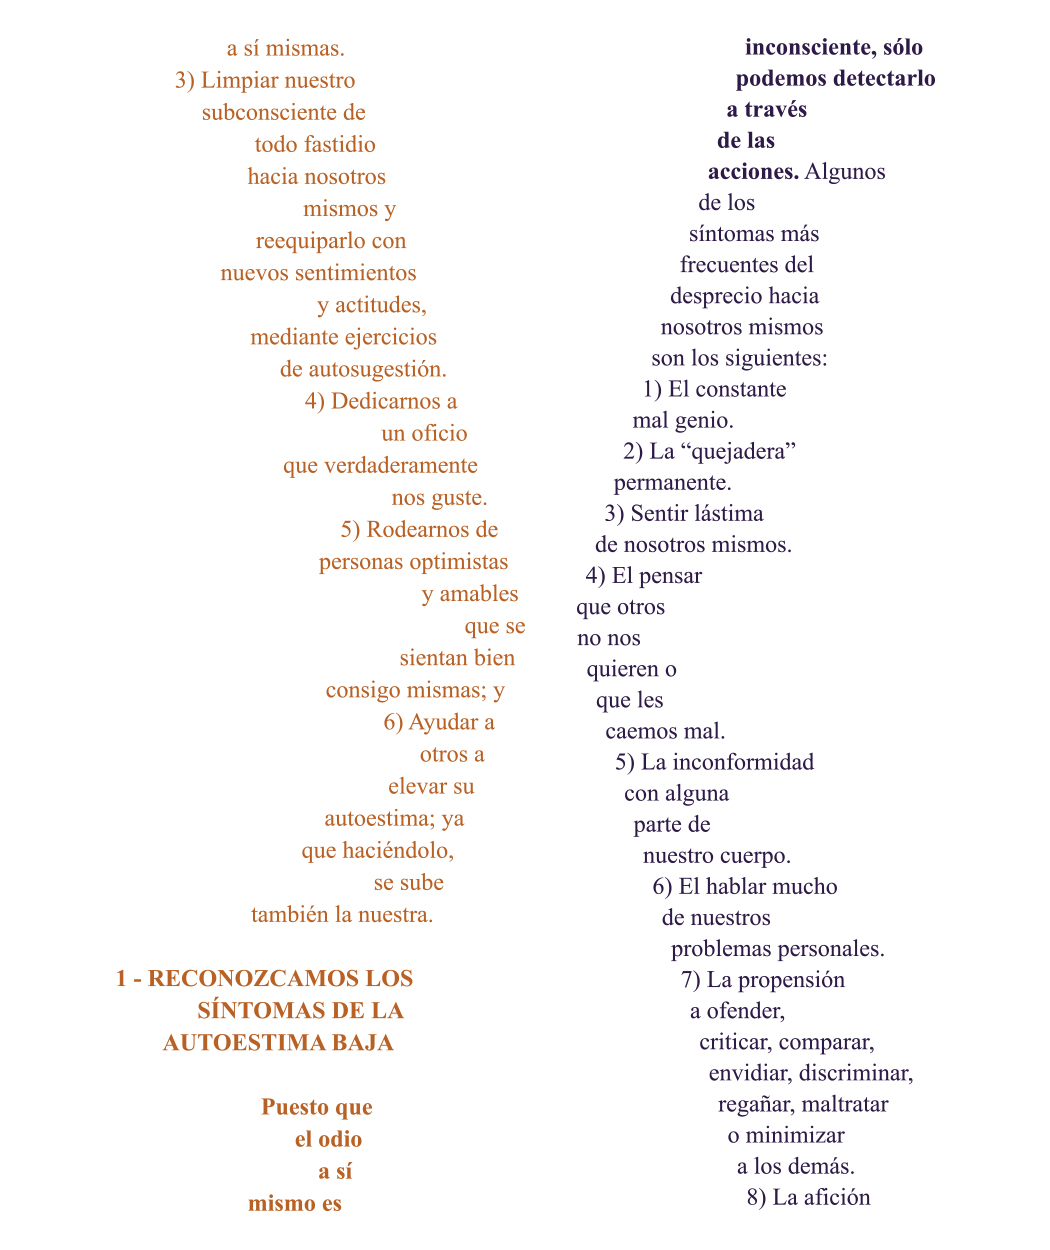 a sí mismas.
3) Limpiar nuestro
subconsciente de
todo fastidio
hacia nosotros
mismos y
reequiparlo con
nuevos sentimientos
y actitudes,
mediante ejercicios
de autosugestión.
4) Dedicarnos a
un oficio
que verdaderamente
nos guste.
5) Rodearnos de
personas optimistas
y amables
que se
sientan bien
consigo mismas; y
6) Ayudar a
otros a
elevar su
autoestima; ya
que haciéndolo,
se sube
también la nuestra.
1 - RECONOZCAMOS LOS
SÍNTOMAS DE LA
AUTOESTIMA BAJA
Puesto que
el odio
a sí
mismo es
inconsciente, sólo
podemos detectarlo
a través
de las
acciones. Algunos
de los
síntomas más
frecuentes del
desprecio hacia
nosotros mismos
son los siguientes:
1) El constante
mal genio.
2) La “quejadera”
permanente.
3) Sentir lástima
de nosotros mismos.
4) El pensar
que otros
no nos
quieren o
que les
caemos mal.
5) La inconformidad
con alguna
parte de
nuestro cuerpo.
6) El hablar mucho
de nuestros
problemas personales.
7) La propensión
a ofender,
criticar, comparar,
envidiar, discriminar,
regañar, maltratar
o minimizar
a los demás.
8) La afición